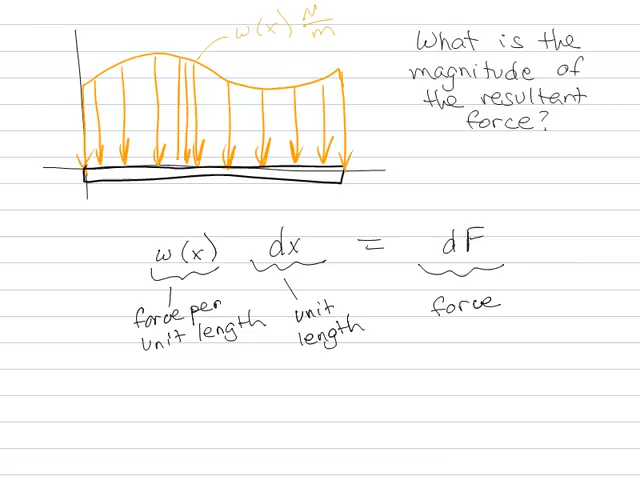 w(x) N/m
What is the
magnitude of
the resultant
force?
w(x) dx = dF
force per
unit length
unit
length
force